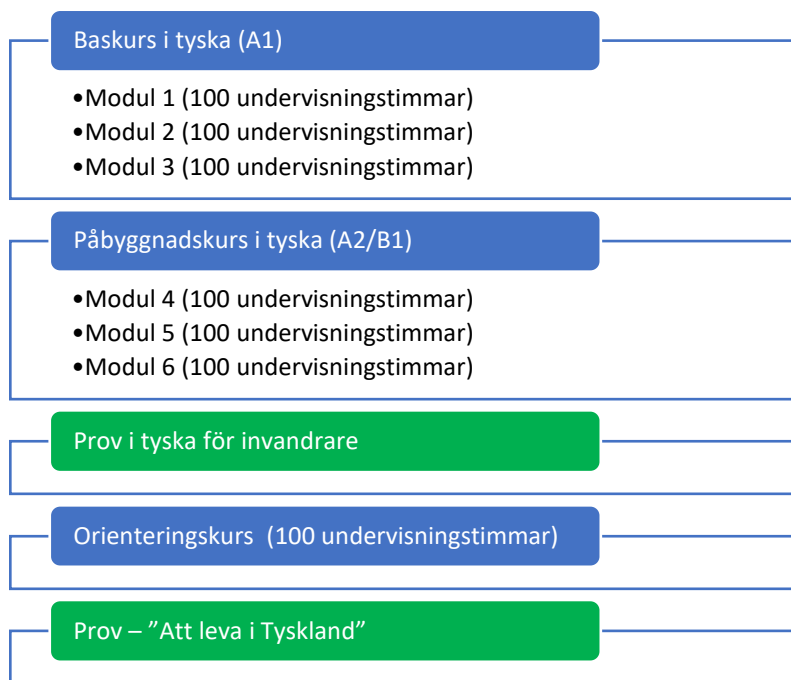 Baskurs i tyska (A1)
•Modul 1 (100 undervisningstimmar)
•Modul 2 (100 undervisningstimmar)
•Modul 3 (100 undervisningstimmar)
Påbyggnadskurs i tyska (A2/B1)
•Modul 4 (100 undervisningstimmar)
•Modul 5 (100 undervisningstimmar)
•Modul 6 (100 undervisningstimmar)
Prov i tyska för invandrare
Orienteringskurs  (100 undervisningstimmar)
Prov – ”Att leva i Tyskland”